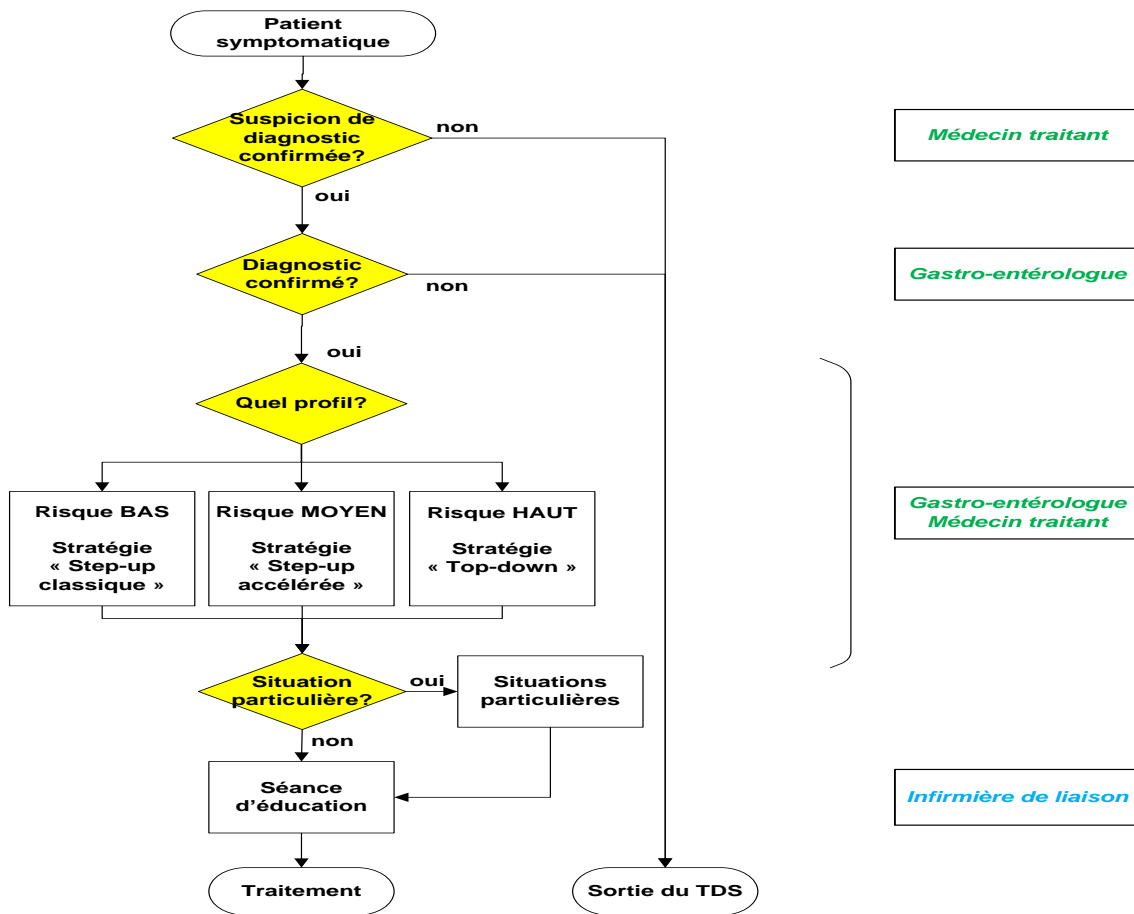 Patient
symptomatique
Suspicion de
diagnostic
confirmée?
non
Médecin traitant
oui
Diagnostic
confirmé?
non
Gastro-entérologue
oui
Quel profil?
Risque BAS
Stratégie
« Step-up
classique »
Risque MOYEN
Stratégie
« Step-up
accélérée »
Risque HAUT
Stratégie
« Top-down »
Gastro-entérologue
Médecin traitant
Situation
particulière?
oui
Situations
particulières
non
Séance
d'éducation
Infirmière de liaison
Traitement
Sortie du TDS